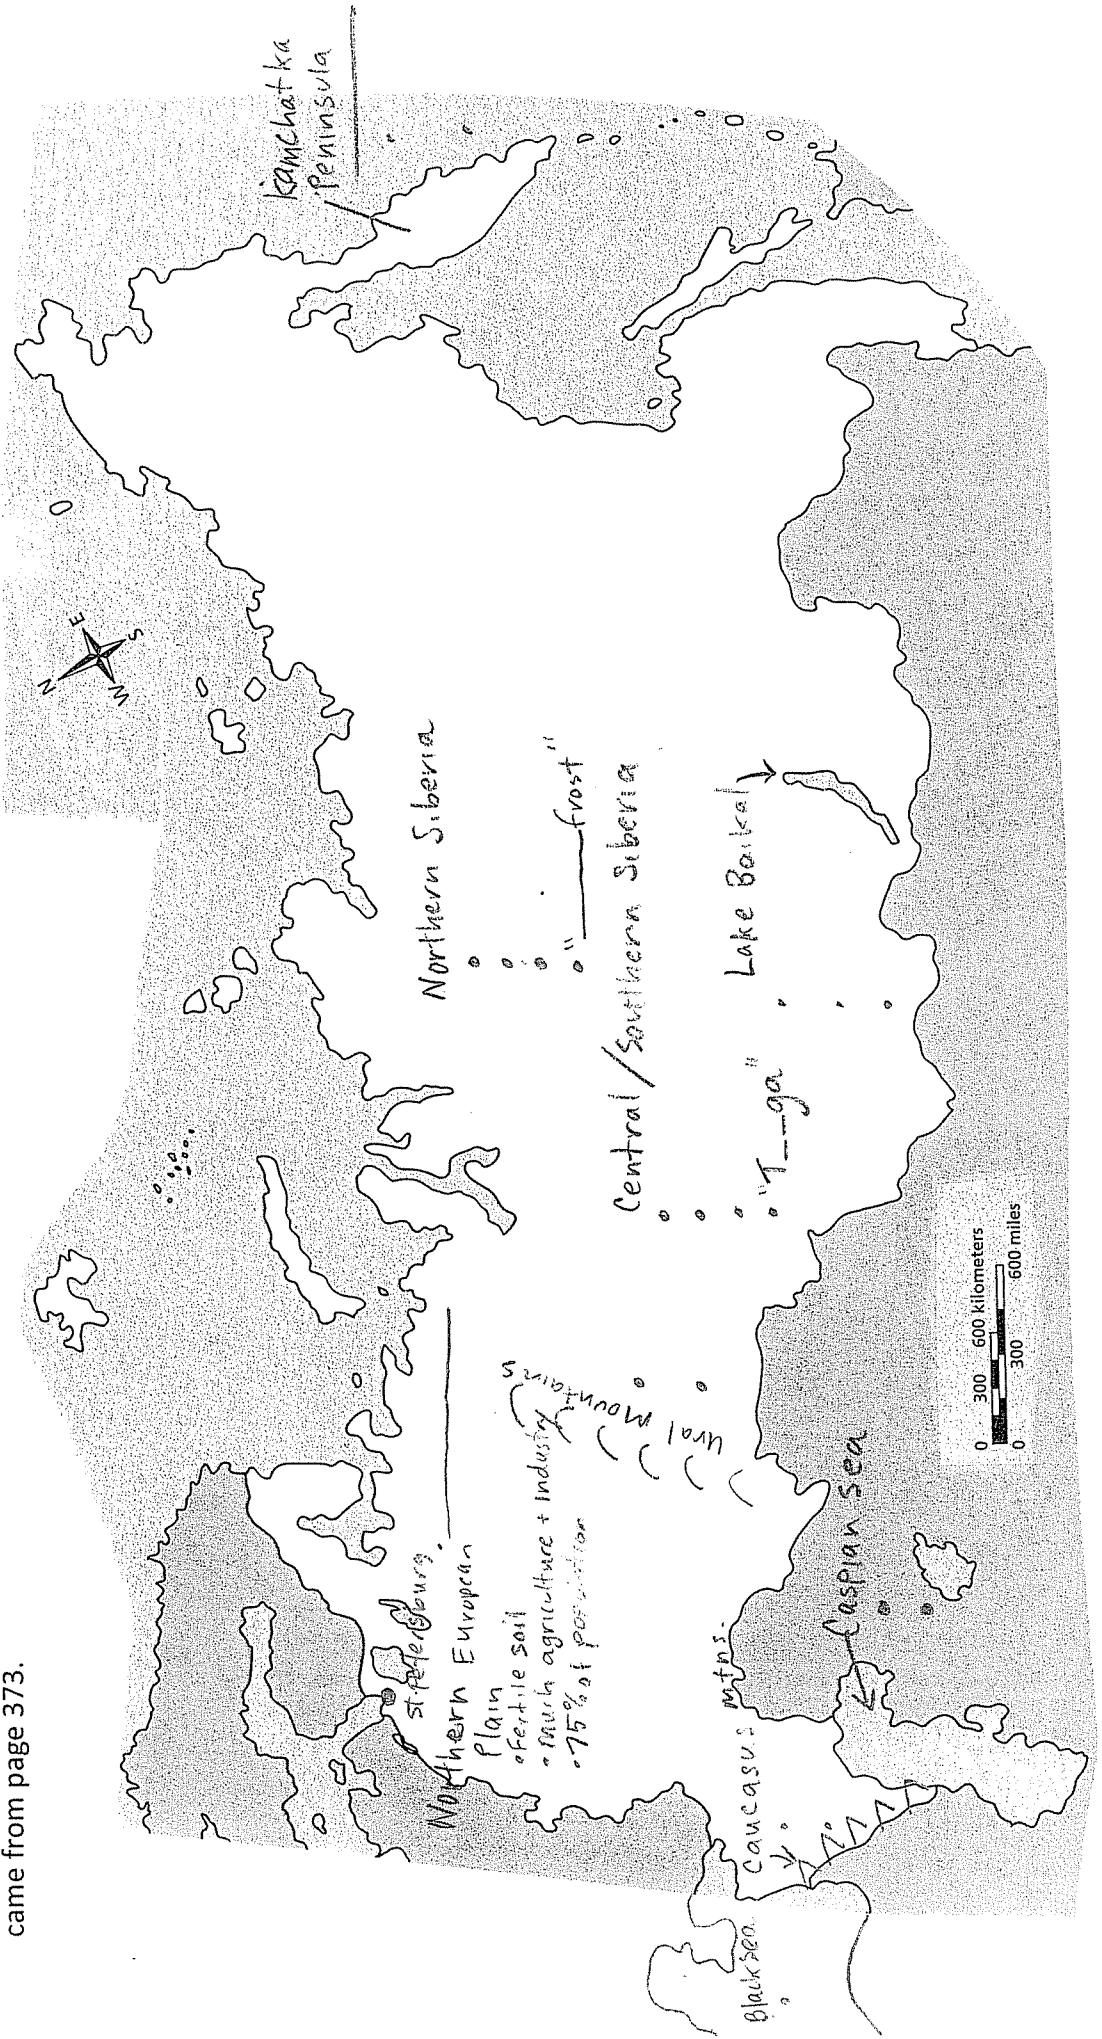 came from page 373.
Kamchatka
Peninsula
N
E
S
W
Northern Siberia
"____frost"
Central/Southern Siberia
Lake Baikal
"T__ga"
St. Petersburg
Northern European
Plain
• Fertile soil
• Much agriculture + industry
• 75% of population
Ural Mountains
Caucasus Mtns.
Caspian Sea
Black Sea
0 300 600 kilometers
0 300 600 miles